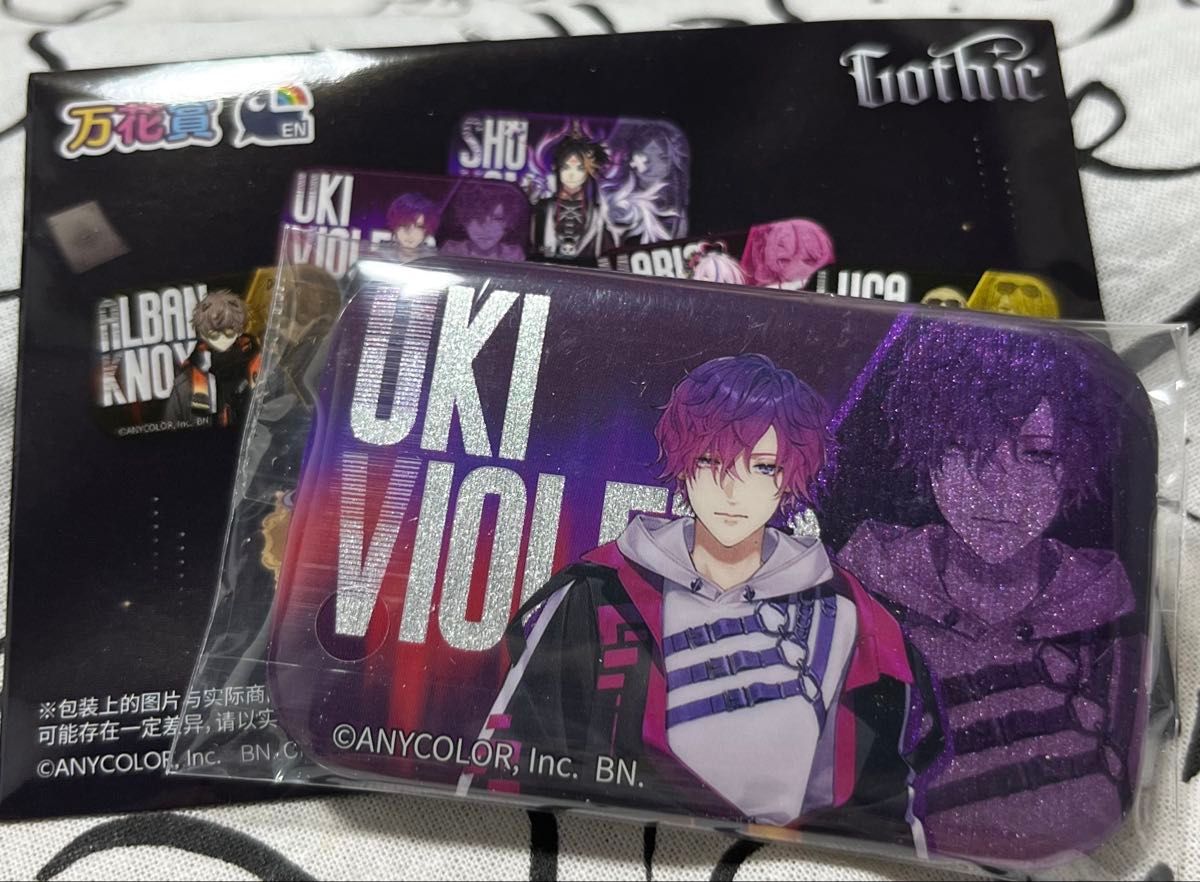 万花賞
EN
Gothic
SHU
UKI
VIOLET
ALBAN
KNOX
©ANYCOLOR, Inc. BN
LUCA
UKI
VIOLET
©ANYCOLOR, Inc. BN.
※包装上的图片与实际商
可能存在一定差异,请以实
©ANYCOLOR, Inc. BN